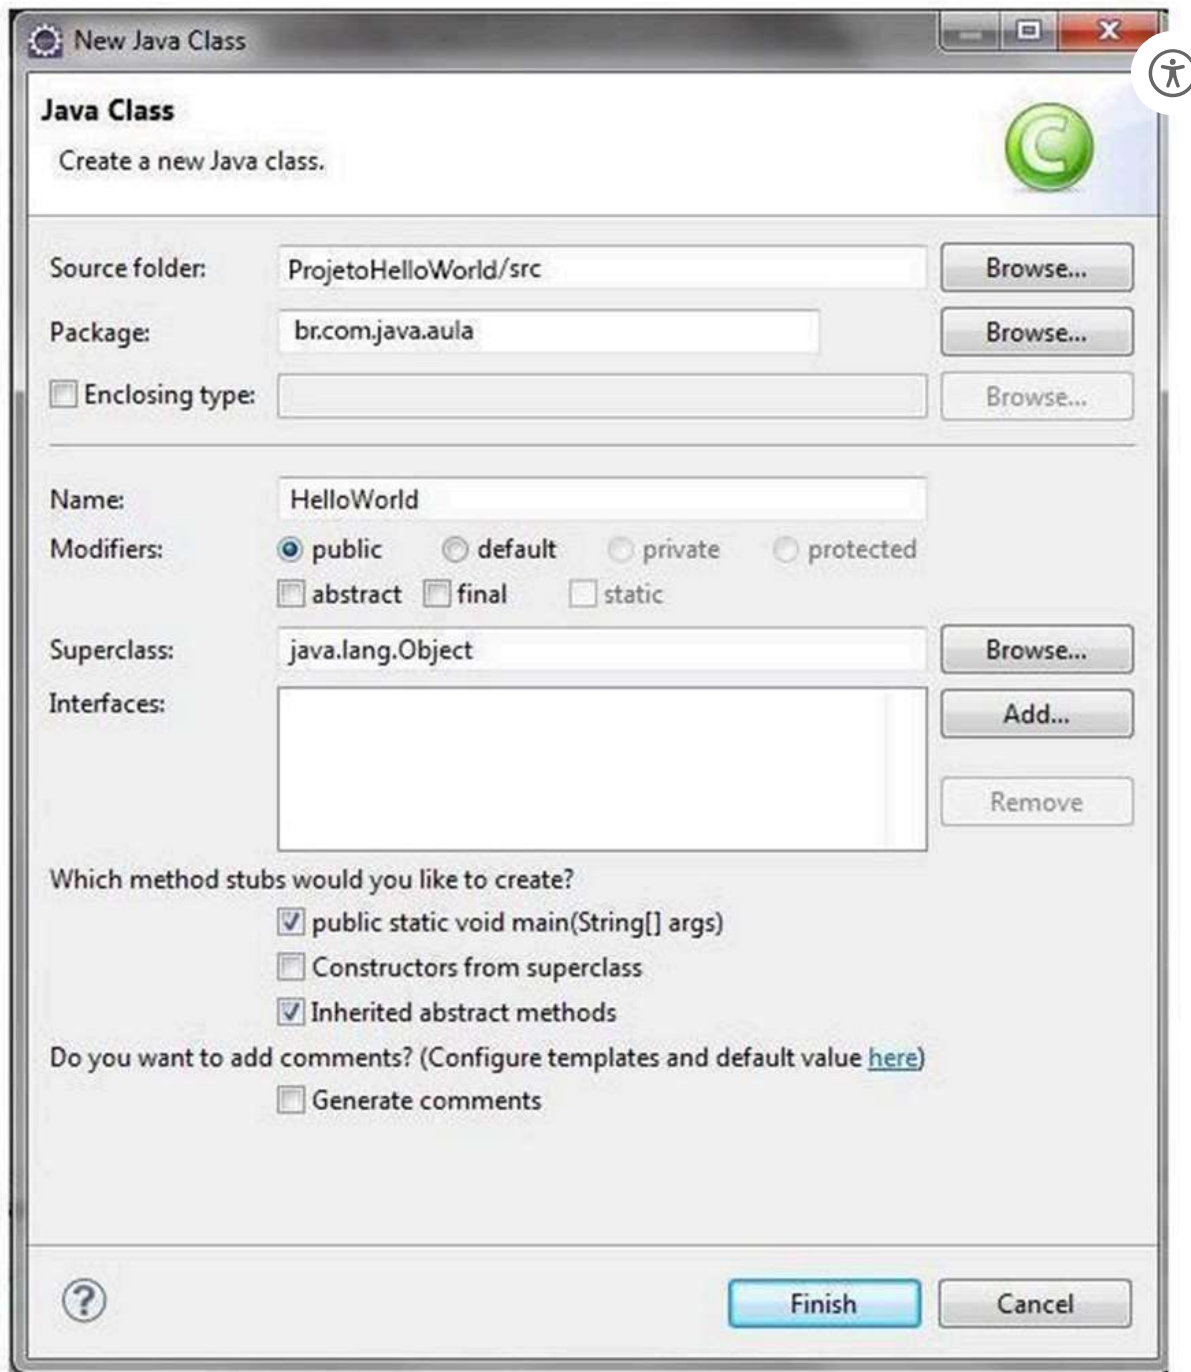 New Java Class
Java Class
Create a new Java class.
Source folder: ProjetoHelloWorld/src Browse...
Package: br.com.java.aula Browse...
Enclosing type: Browse...
Name: HelloWorld
Modifiers: public default private protected
abstract final static
Superclass: java.lang.Object Browse...
Interfaces: Add...
Remove
Which method stubs would you like to create?
public static void main(String[] args)
Constructors from superclass
Inherited abstract methods
Do you want to add comments? (Configure templates and default value here)
Generate comments
? Finish Cancel